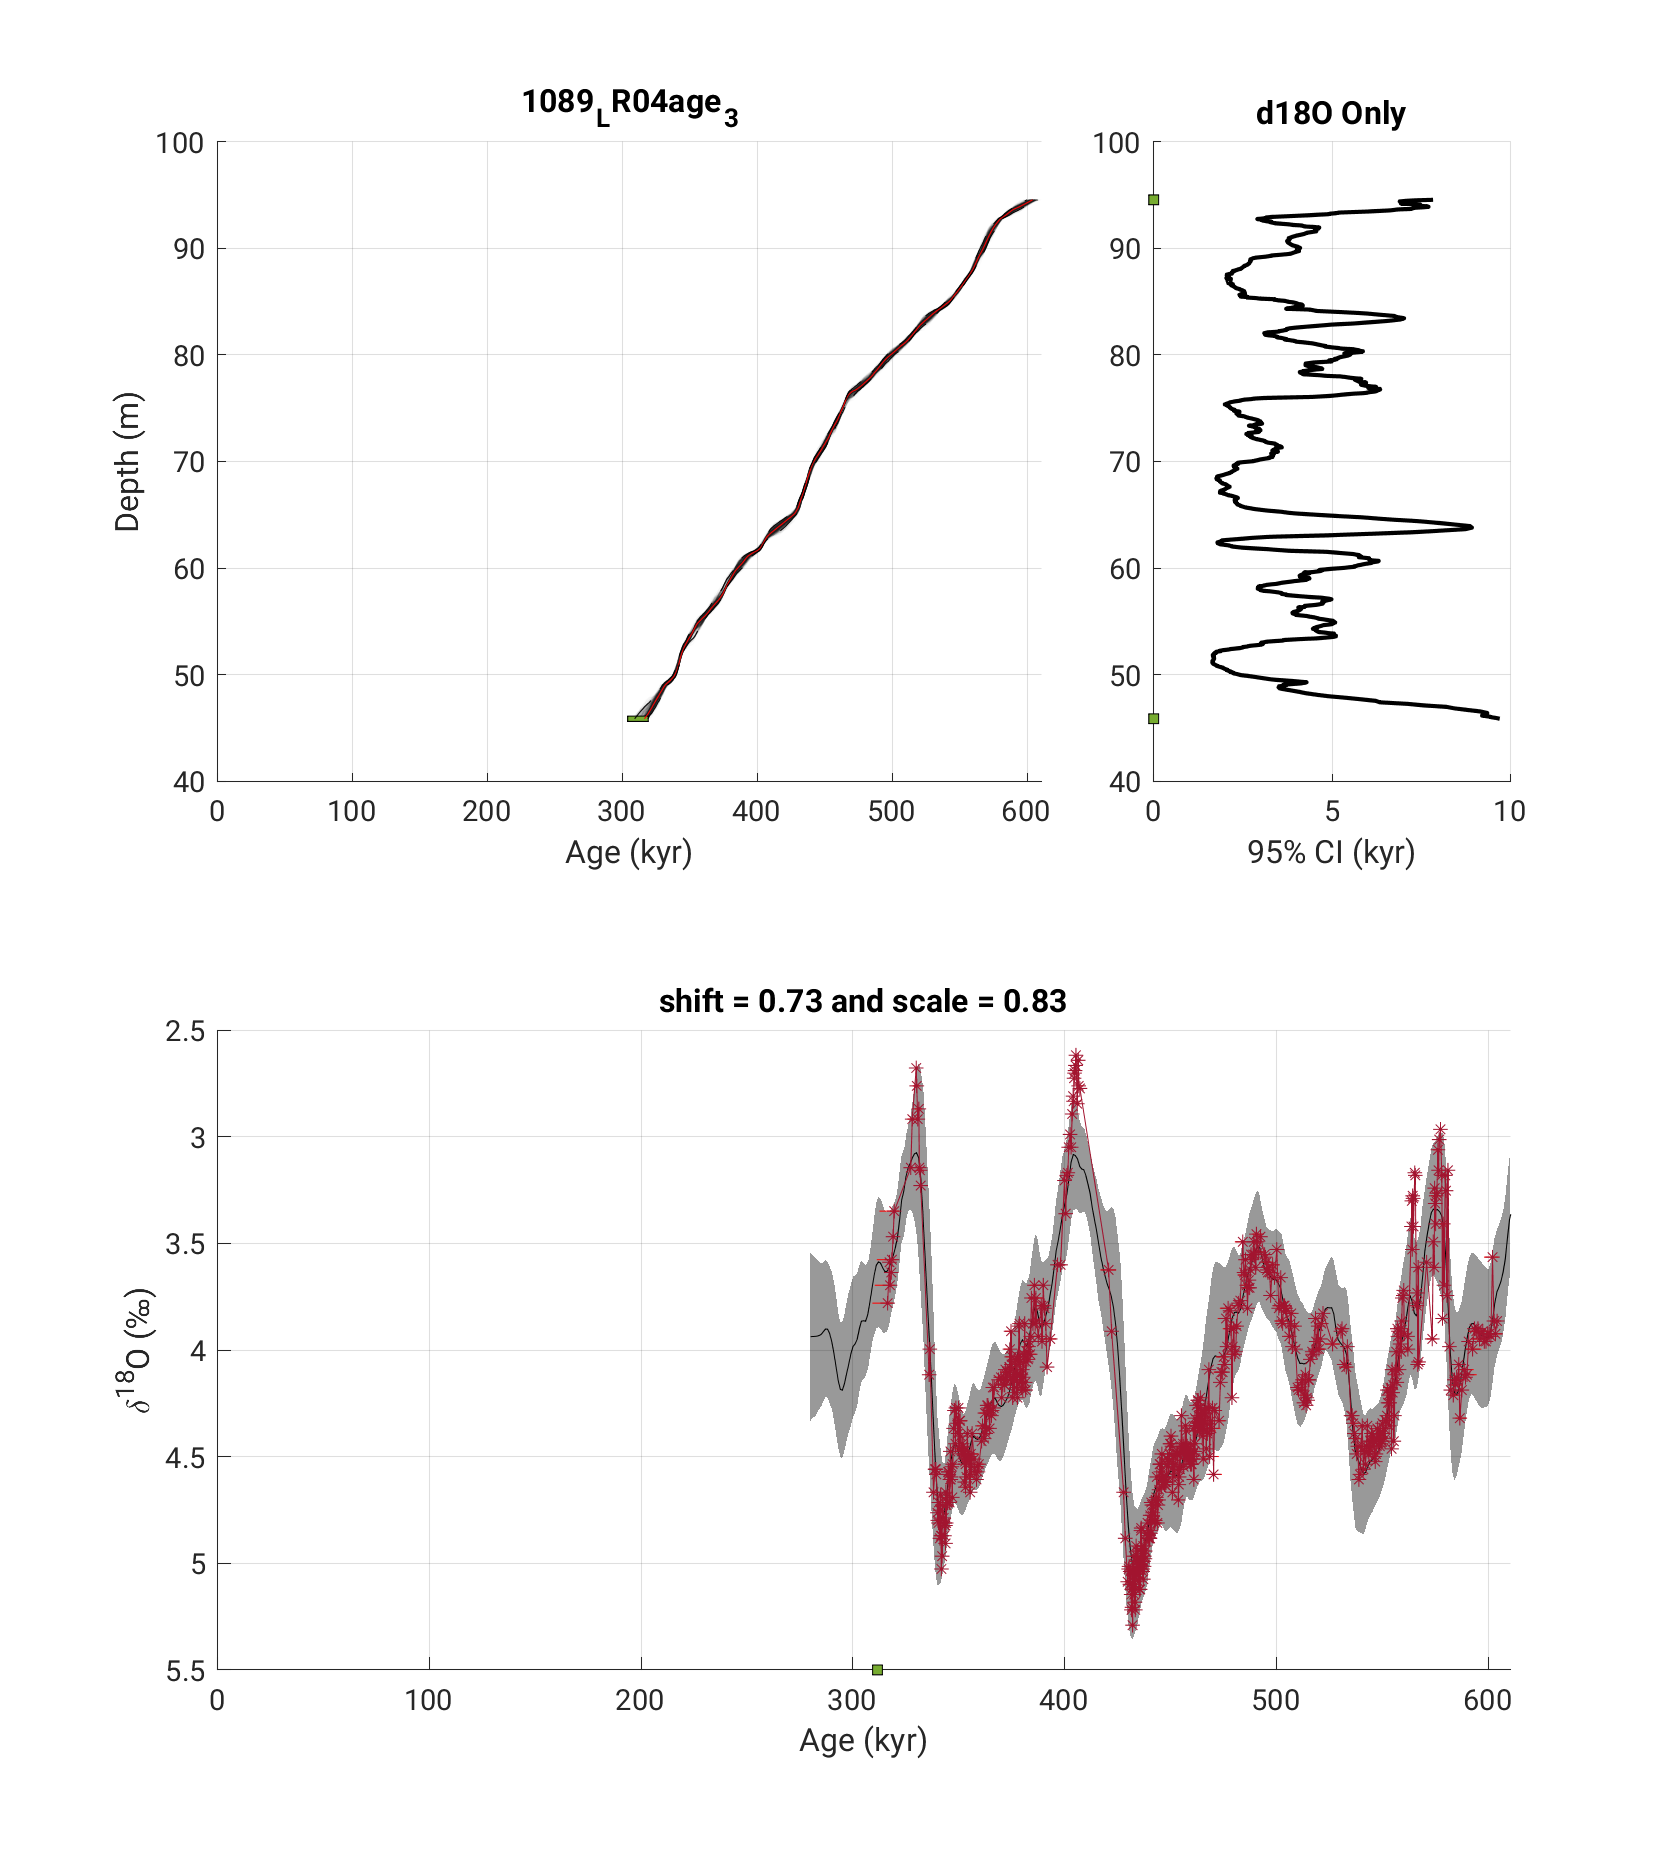 1089LR04age3
d18O Only
100
90
80
70
60
50
40
Depth (m)
0 100 200 300 400 500 600
Age (kyr)
100
90
80
70
60
50
40
0 5 10
95% CI (kyr)
shift = 0.73 and scale = 0.83
2.5
3
3.5
4
4.5
5
5.5
δ18O (‰)
0 100 200 300 400 500 600
Age (kyr)